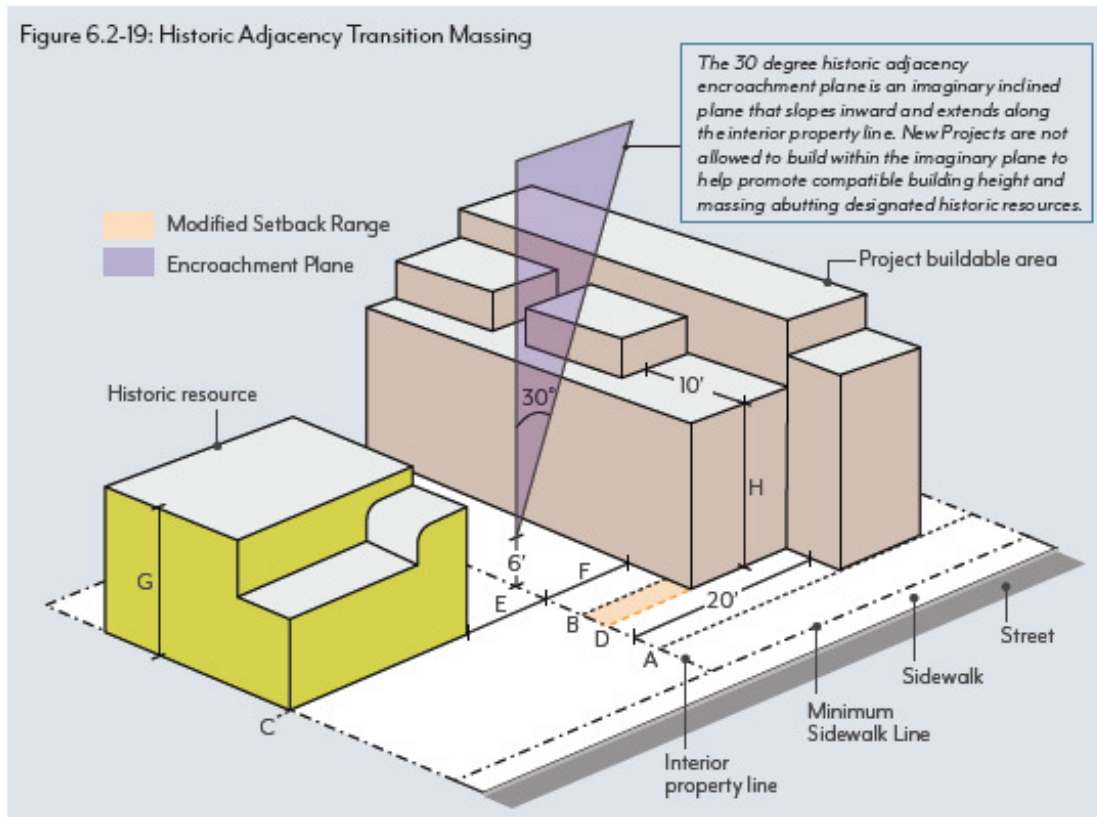 Figure 6.2-19: Historic Adjacency Transition Massing
The 30 degree historic adjacency
encroachment plane is an imaginary inclined
plane that slopes inward and extends along
the interior property line. New Projects are not
allowed to build within the imaginary plane to
help promote compatible building height and
massing abutting designated historic resources.
Modified Setback Range
Encroachment Plane
Project buildable area
Historic resource
30°
10'
H
G
6'
F
E
B
D
20'
A
C
Street
Sidewalk
Minimum
Sidewalk Line
Interior
property line